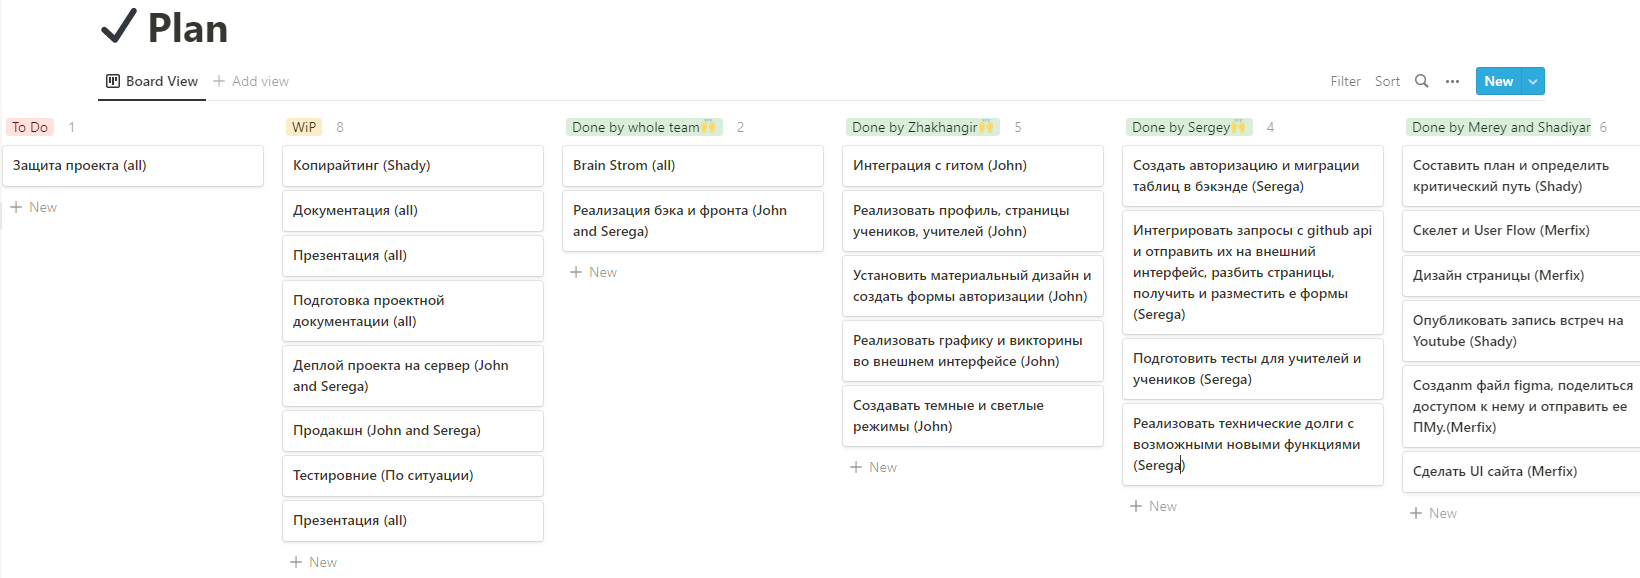 Plan
Board View
Add view
Filter
Sort
New
To Do 1
Защита проекта (all)
New
WiP 8
Копирайтинг (Shady)
Документация (all)
Презентация (all)
Подготовка проектной
документации (all)
Деплой проекта на сервер (John
and Serega)
Продакшн (John and Serega)
Тестировние (По ситуации)
Презентация (all)
New
Done by whole team🙌 2
Brain Strom (all)
Реализация бэка и фронта (John
and Serega)
New
Done by Zhakhangir🙌 5
Интеграция с гитом (John)
Реализовать профиль, страницы
учеников, учителей (John)
Установить материальный дизайн и
создать формы авторизации (John)
Реализовать графику и викторины
во внешнем интерфейсе (John)
Создавать темные и светлые
режимы (John)
New
Done by Sergey🙌 4
Создать авторизацию и миграции
таблиц в бэкэнде (Serega)
Интегрировать запросы с github api
и отправить их на внешний
интерфейс, разбить страницы,
получить и разместить е формы
(Serega)
Подготовить тесты для учителей и
учеников (Serega)
Реализовать технические долги с
возможными новыми функциями
(Serega)
New
Done by Merey and Shadiyar 6
Составить план и определить
критический путь (Shady)
Скелет и User Flow (Merfix)
Дизайн страницы (Merfix)
Опубликовать запись встреч на
Youtube (Shady)
Созданm файл figma, поделиться
доступом к нему и отправить ее
ПМу.(Merfix)
Сделать UI сайта (Merfix)
New